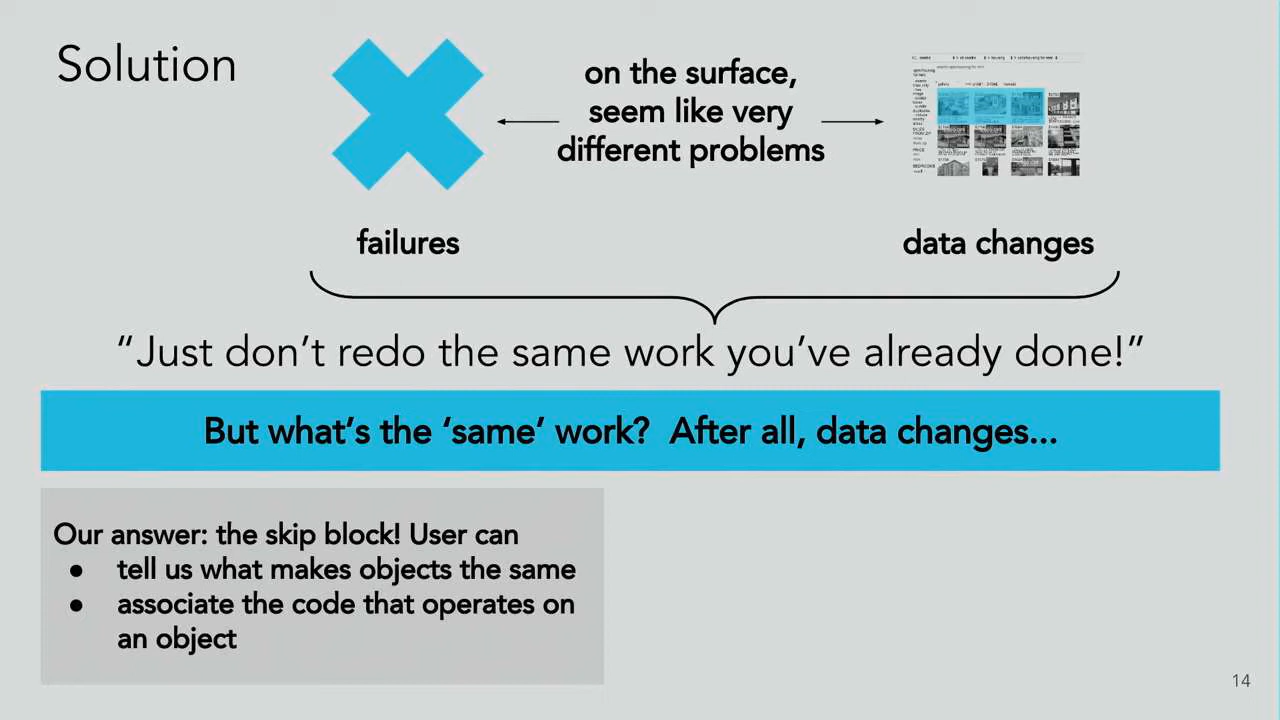 Solution
on the surface,
seem like very
different problems
failures
data changes
“Just don’t redo the same work you’ve already done!”
But what’s the ‘same’ work?  After all, data changes...
Our answer: the skip block! User can
● tell us what makes objects the same
● associate the code that operates on
an object
14